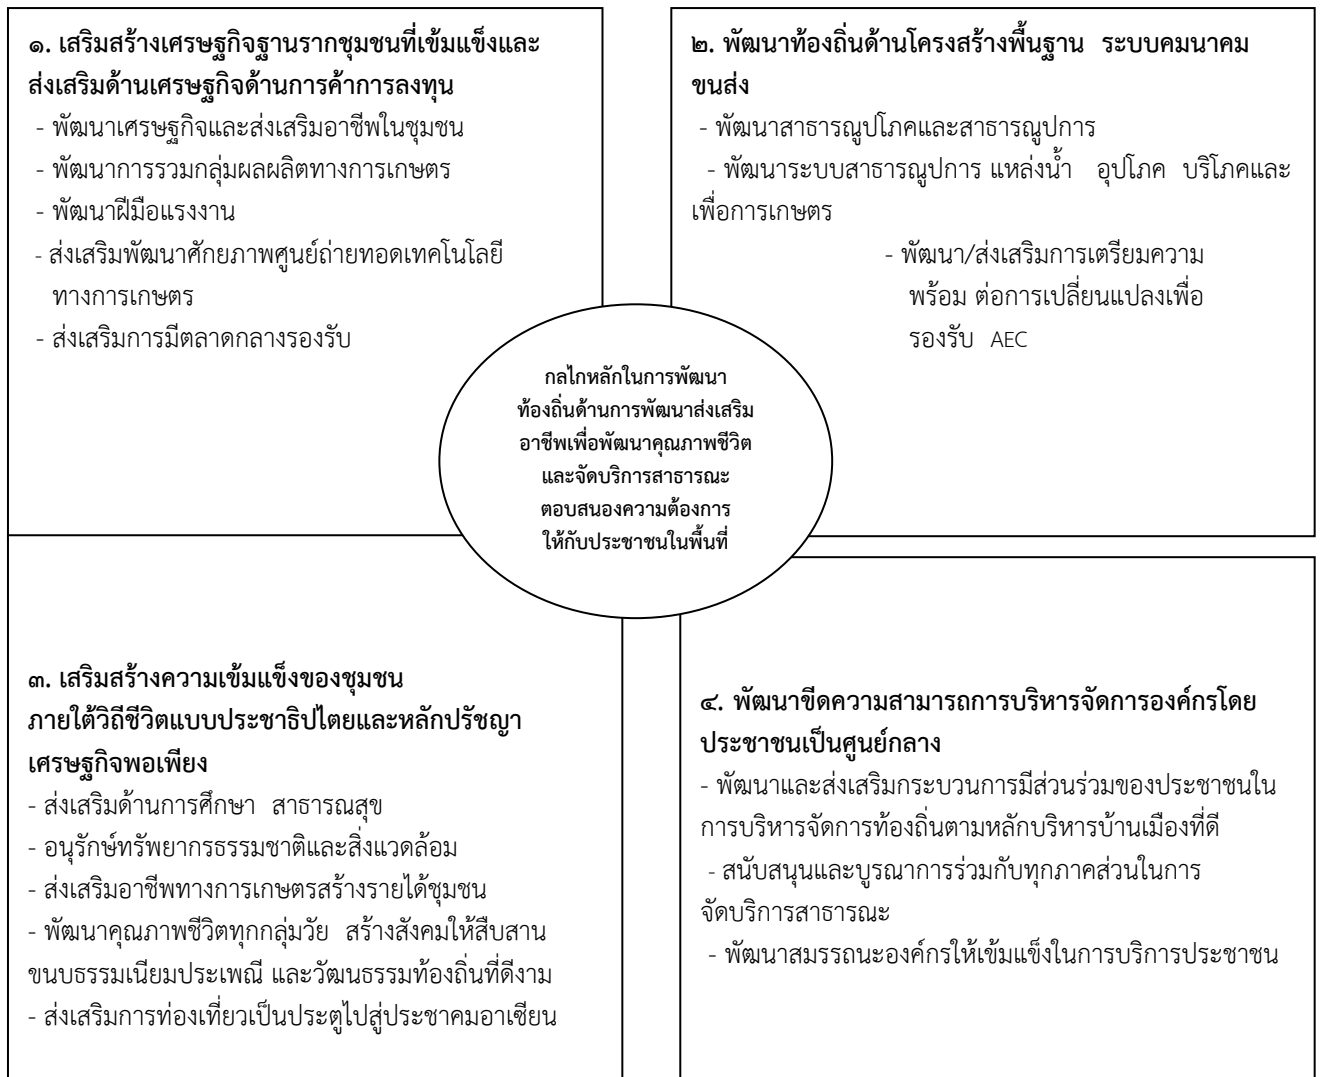 ๑. เสริมสร้างเศรษฐกิจฐานรากชุมชนที่เข้มแข็งและ
ส่งเสริมด้านเศรษฐกิจด้านการค้าการลงทุน
- พัฒนาเศรษฐกิจและส่งเสริมอาชีพในชุมชน
- พัฒนาการรวมกลุ่มผลผลิตทางการเกษตร
- พัฒนาฝีมือแรงงาน
- ส่งเสริมพัฒนาศักยภาพศูนย์ถ่ายทอดเทคโนโลยี
ทางการเกษตร
- ส่งเสริมการมีตลาดกลางรองรับ
๒. พัฒนาท้องถิ่นด้านโครงสร้างพื้นฐาน ระบบคมนาคม
ขนส่ง
- พัฒนาสาธารณูปโภคและสาธารณูปการ
- พัฒนาระบบสาธารณูปการ แหล่งน้ำ อุปโภค บริโภคและ
เพื่อการเกษตร
- พัฒนา/ส่งเสริมการเตรียมความ
พร้อม ต่อการเปลี่ยนแปลงเพื่อ
รองรับ AEC
กลไกหลักในการพัฒนา
ท้องถิ่นด้านการพัฒนาส่งเสริม
อาชีพเพื่อพัฒนาคุณภาพชีวิต
และจัดบริการสาธารณะ
ตอบสนองความต้องการ
ให้กับประชาชนในพื้นที่
๓. เสริมสร้างความเข้มแข็งของชุมชน
ภายใต้วิถีชีวิตแบบประชาธิปไตยและหลักปรัชญา
เศรษฐกิจพอเพียง
- ส่งเสริมด้านการศึกษา สาธารณสุข
- อนุรักษ์ทรัพยากรธรรมชาติและสิ่งแวดล้อม
- ส่งเสริมอาชีพทางการเกษตรสร้างรายได้ชุมชน
- พัฒนาคุณภาพชีวิตทุกกลุ่มวัย สร้างสังคมให้สืบสาน
ขนบธรรมเนียมประเพณี และวัฒนธรรมท้องถิ่นที่ดีงาม
- ส่งเสริมการท่องเที่ยวเป็นประตูไปสู่ประชาคมอาเซียน
๔. พัฒนาขีดความสามารถการบริหารจัดการองค์กรโดย
ประชาชนเป็นศูนย์กลาง
- พัฒนาและส่งเสริมกระบวนการมีส่วนร่วมของประชาชนใน
การบริหารจัดการท้องถิ่นตามหลักบริหารบ้านเมืองที่ดี
- สนับสนุนและบูรณาการร่วมกับทุกภาคส่วนในการ
จัดบริการสาธารณะ
- พัฒนาสมรรถนะองค์กรให้เข้มแข็งในการบริการประชาชน